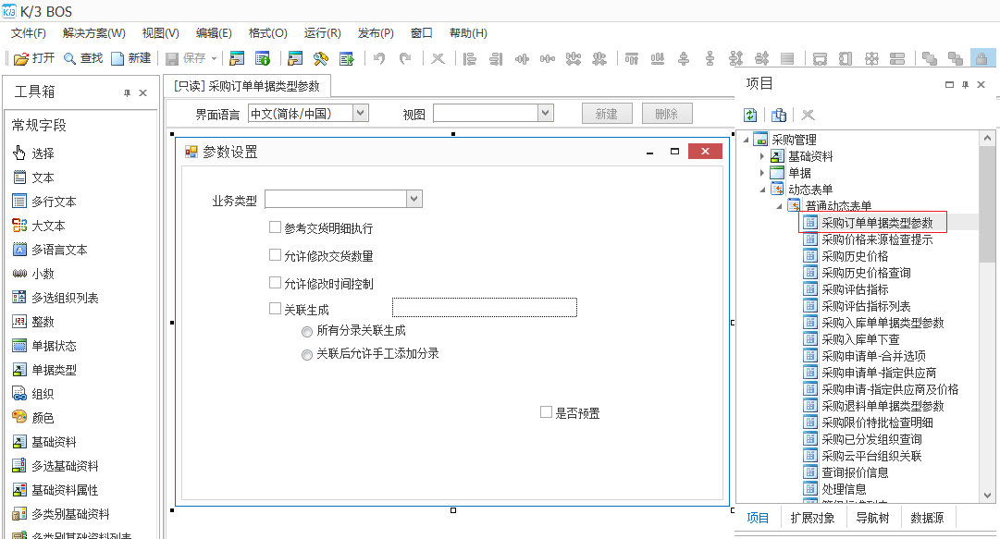 K/3 BOS
文件(F) 解决方案(W) 视图(V) 编辑(E) 格式(O) 运行(R) 发布(P) 窗口 帮助(H)
打开 查找 新建 保存
工具箱
常规字段
选择
文本
多行文本
大文本
多语言文本
小数
多选组织列表
整数
单据状态
单据类型
组织
颜色
基础资料
多选基础资料
基础资料属性
多类别基础资料
多类别基础资料列表
[只读] 采购订单单据类型参数
界面语言 中文(简体/中国) 视图 新建 删除
参数设置
业务类型
参考交货明细执行
允许修改交货数量
允许修改时间控制
关联生成
所有分录关联生成
关联后允许手工添加分录
是否预置
项目
采购管理
基础资料
单据
动态表单
普通动态表单
采购订单单据类型参数
采购价格来源检查提示
采购历史价格
采购历史价格查询
采购评估指标
采购评估指标列表
采购入库单单据类型参数
采购入库单下查
采购申请单-合并选项
采购申请单-指定供应商
采购申请-指定供应商及价格
采购退料单单据类型参数
采购限价特批检查明细
采购已分发组织查询
采购云平台组织关联
查询报价信息
处理信息
项目 扩展对象 导航树 数据源